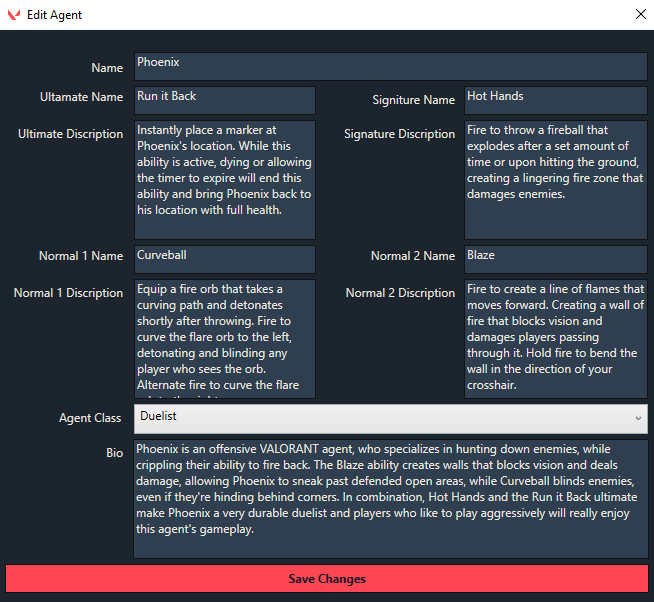 Edit Agent
Name
Phoenix
Ultamate Name
Run it Back
Signiture Name
Hot Hands
Ultimate Discription
Instantly place a marker at
Phoenix's location. While this
ability is active, dying or allowing
the timer to expire will end this
ability and bring Phoenix back to
his location with full health.
Signature Discription
Fire to throw a fireball that
explodes after a set amount of
time or upon hitting the ground,
creating a lingering fire zone that
damages enemies.
Normal 1 Name
Curveball
Normal 2 Name
Blaze
Normal 1 Discription
Equip a fire orb that takes a
curving path and detonates
shortly after throwing. Fire to
curve the flare orb to the left,
detonating and blinding any
player who sees the orb.
Alternate fire to curve the flare
Normal 2 Discription
Fire to create a line of flames that
moves forward. Creating a wall of
fire that blocks vision and
damages players passing
through it. Hold fire to bend the
wall in the direction of your
crosshair.
Agent Class
Duelist
Bio
Phoenix is an offensive VALORANT agent, who specializes in hunting down enemies, while
crippling their ability to fire back. The Blaze ability creates walls that blocks vision and deals
damage, allowing Phoenix to sneak past defended open areas, while Curveball blinds enemies,
even if they're hinding behind corners. In combination, Hot Hands and the Run it Back ultimate
make Phoenix a very durable duelist and players who like to play aggressively will really enjoy
this agent's gameplay.
Save Changes